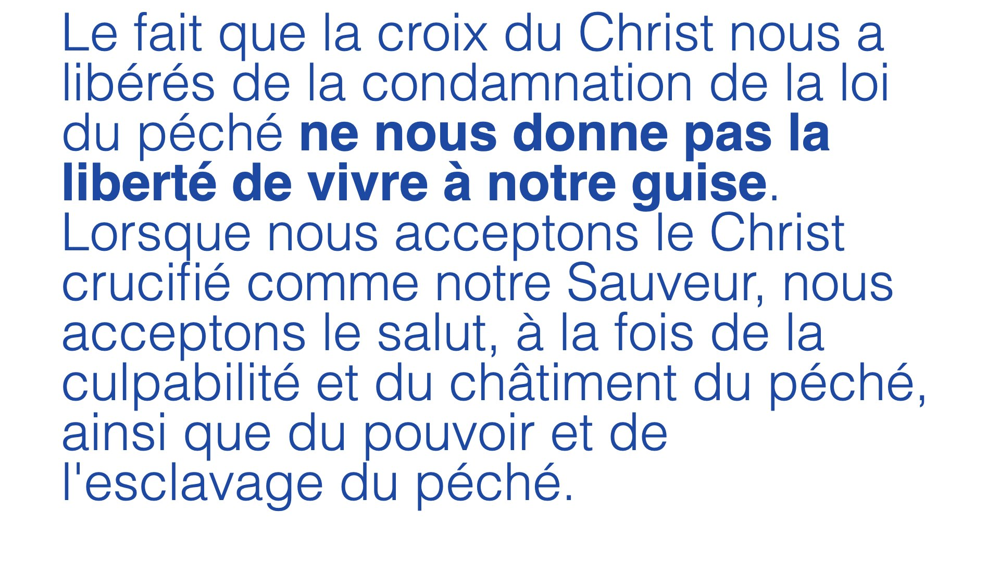 Le fait que la croix du Christ nous a
libérés de la condamnation de la loi
du péché ne nous donne pas la
liberté de vivre à notre guise.
Lorsque nous acceptons le Christ
crucifié comme notre Sauveur, nous
acceptons le salut, à la fois de la
culpabilité et du châtiment du péché,
ainsi que du pouvoir et de
l'esclavage du péché.